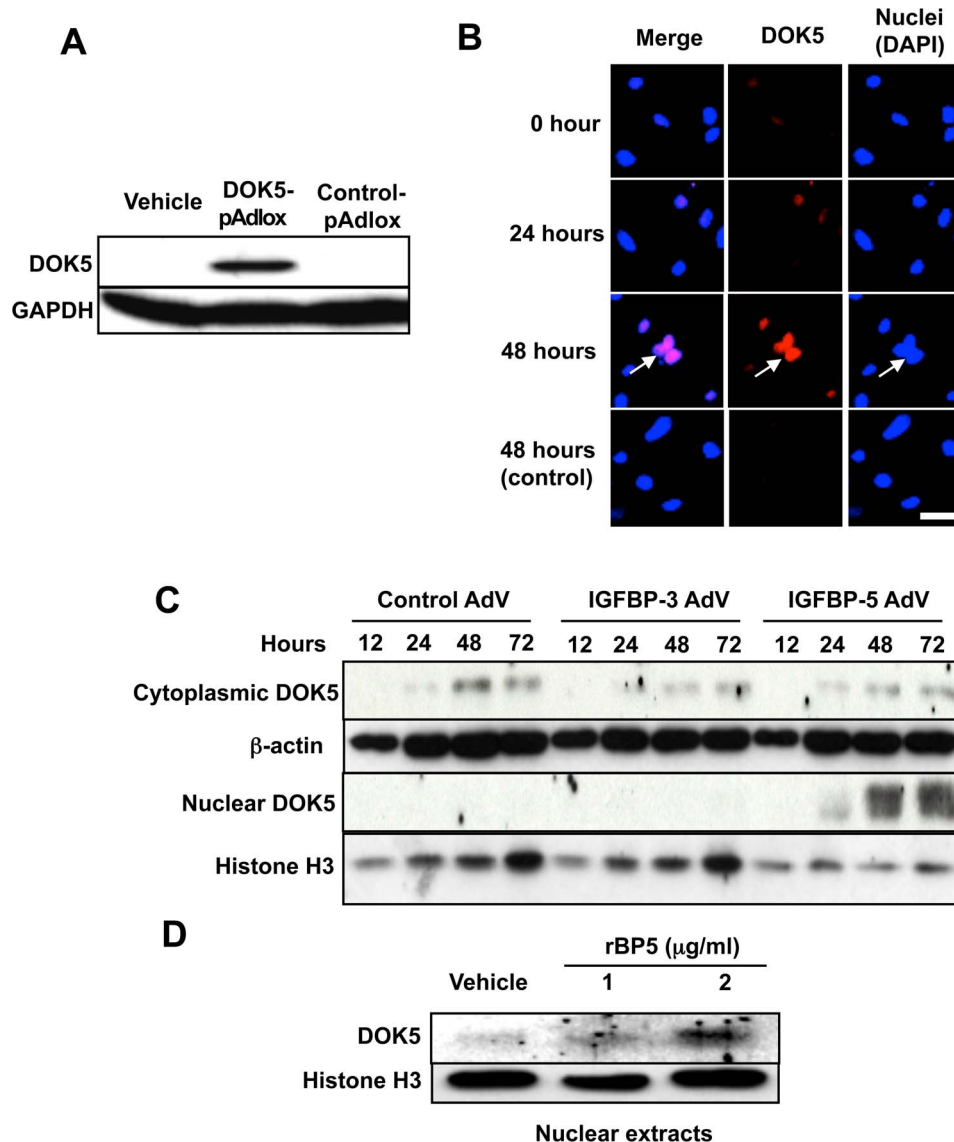 A
Vehicle DOK5-pAdlox Control-pAdlox
DOK5
GAPDH
B
Merge DOK5 Nuclei (DAPI)
0 hour
24 hours
48 hours
48 hours
(control)
C
Control AdV IGFBP-3 AdV IGFBP-5 AdV
Hours 12 24 48 72 12 24 48 72 12 24 48 72
Cytoplasmic DOK5
β-actin
Nuclear DOK5
Histone H3
D
rBP5 (μg/ml)
Vehicle 1 2
DOK5
Histone H3
Nuclear extracts